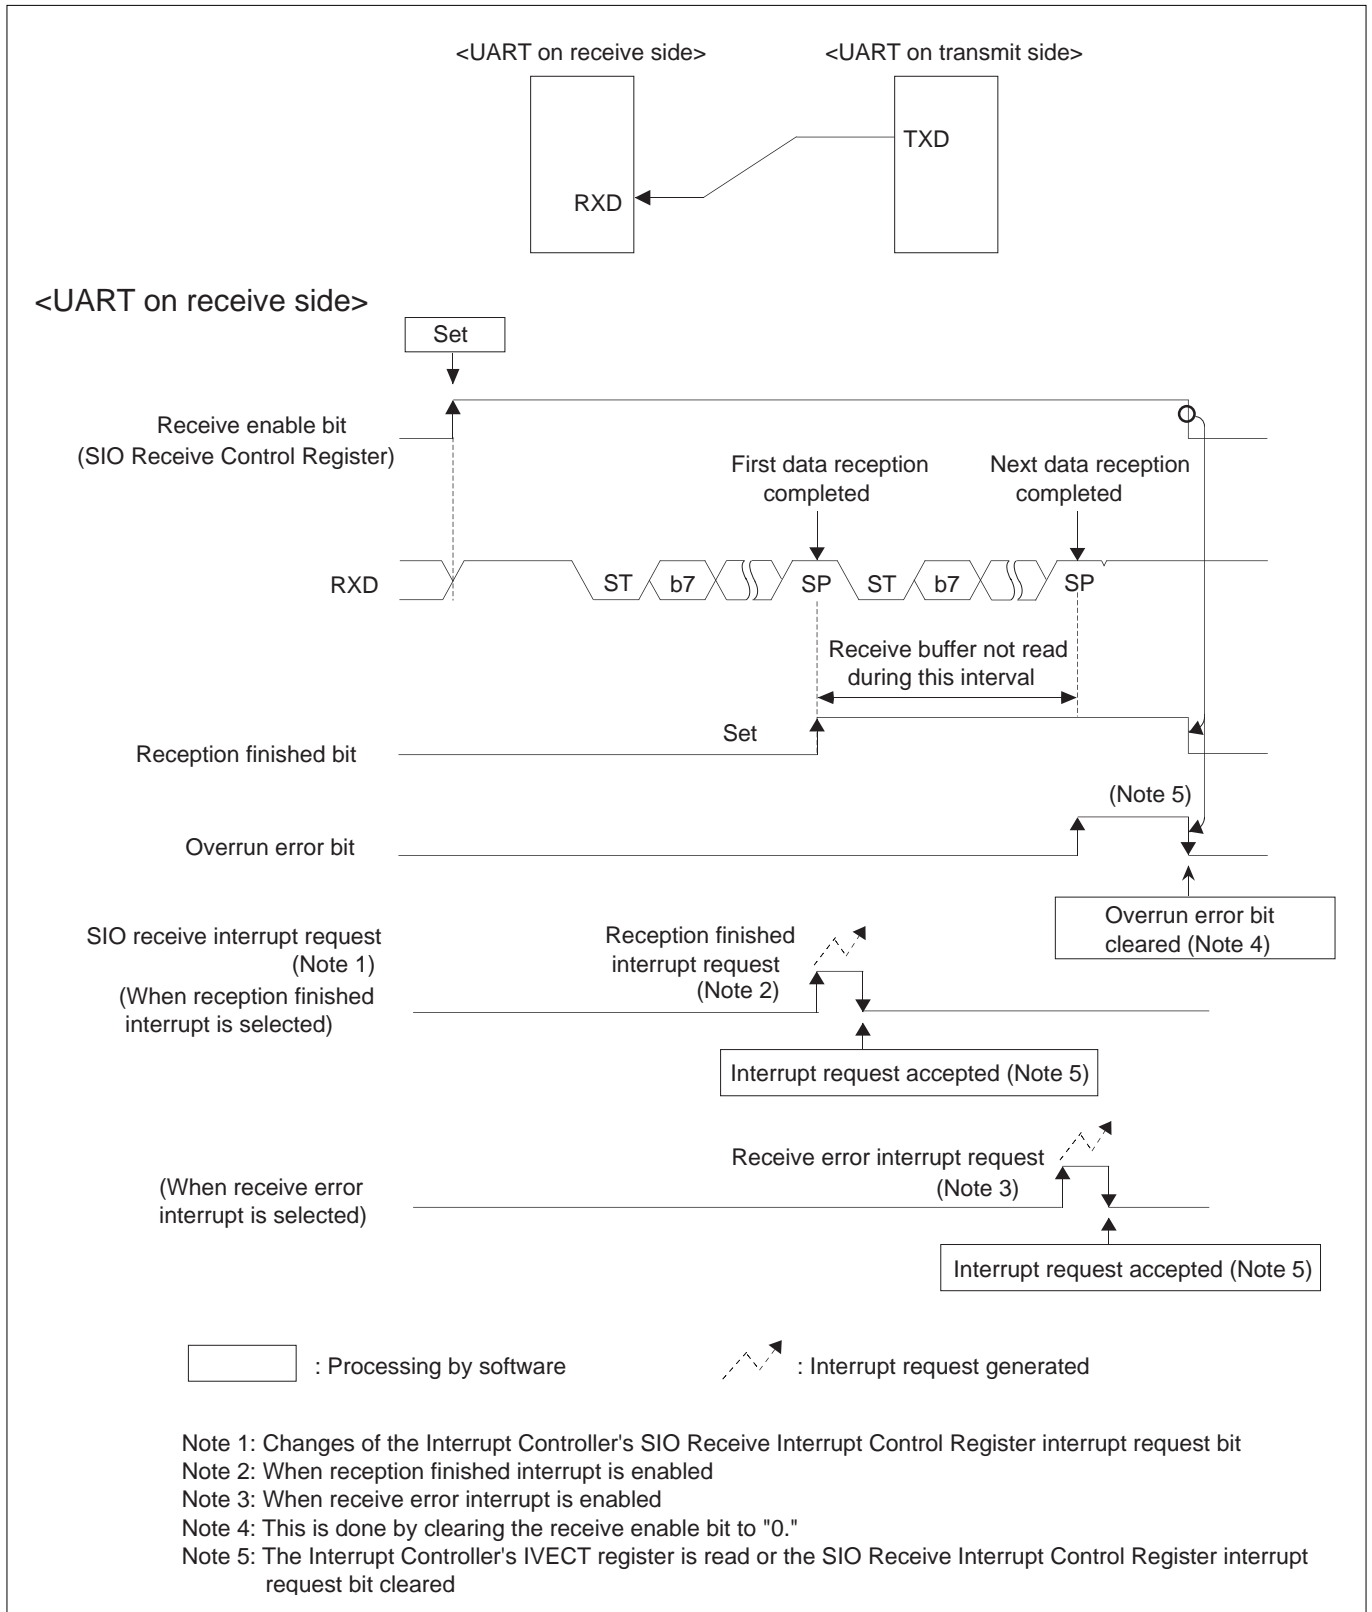 <UART on receive side>
<UART on transmit side>
TXD
RXD
<UART on receive side>
Set
Receive enable bit
(SIO Receive Control Register)
First data reception
completed
Next data reception
completed
RXD
ST
b7
SP
ST
b7
SP
Receive buffer not read
during this interval
Set
Reception finished bit
(Note 5)
Overrun error bit
Overrun error bit
cleared (Note 4)
SIO receive interrupt request
(Note 1)
(When reception finished
interrupt is selected)
Reception finished
interrupt request
(Note 2)
Interrupt request accepted (Note 5)
Receive error interrupt request
(Note 3)
(When receive error
interrupt is selected)
Interrupt request accepted (Note 5)
: Processing by software
: Interrupt request generated
Note 1: Changes of the Interrupt Controller's SIO Receive Interrupt Control Register interrupt request bit
Note 2: When reception finished interrupt is enabled
Note 3: When receive error interrupt is enabled
Note 4: This is done by clearing the receive enable bit to "0."
Note 5: The Interrupt Controller's IVECT register is read or the SIO Receive Interrupt Control Register interrupt
request bit cleared